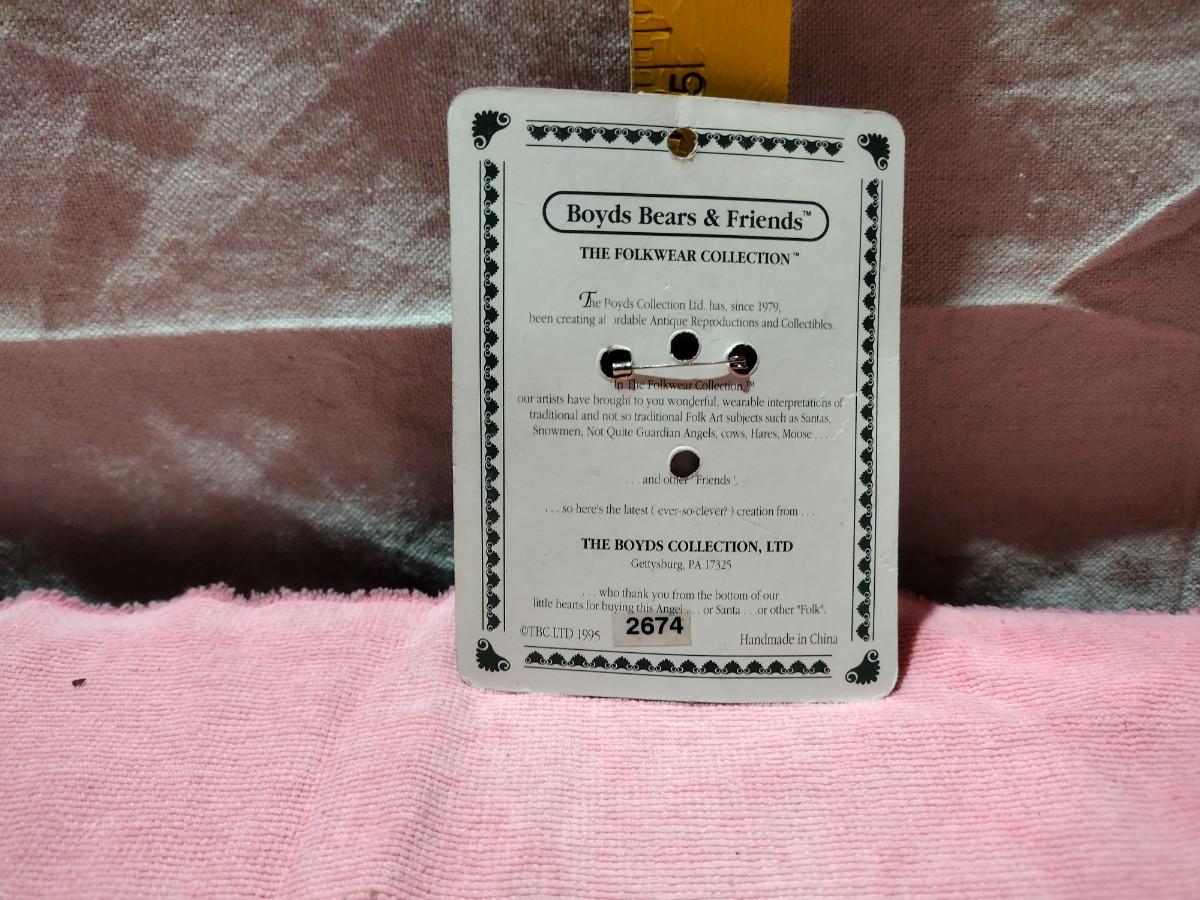 5
Boyds Bears & Friends™
THE FOLKWEAR COLLECTION™
The Boyds Collection Ltd. has, since 1979,
been creating af ordable Antique Reproductions and Collectibles.
In The Folkwear Collection,™
our artists have brought to you wonderful, wearable interpretations of
traditional and not so traditional Folk Art subjects such as Santas,
Snowmen, Not Quite Guardian Angels, cows, Hares, Moose . . . .
. . . and other "Friends".
. . . so here's the latest ( ever-so-clever? ) creation from . . .
THE BOYDS COLLECTION, LTD
Gettysburg, PA 17325
. . . who thank you from the bottom of our
little hearts for buying this Angel . . . or Santa . . .or other "Folk".
©TBC LTD 1995 2674 Handmade in China